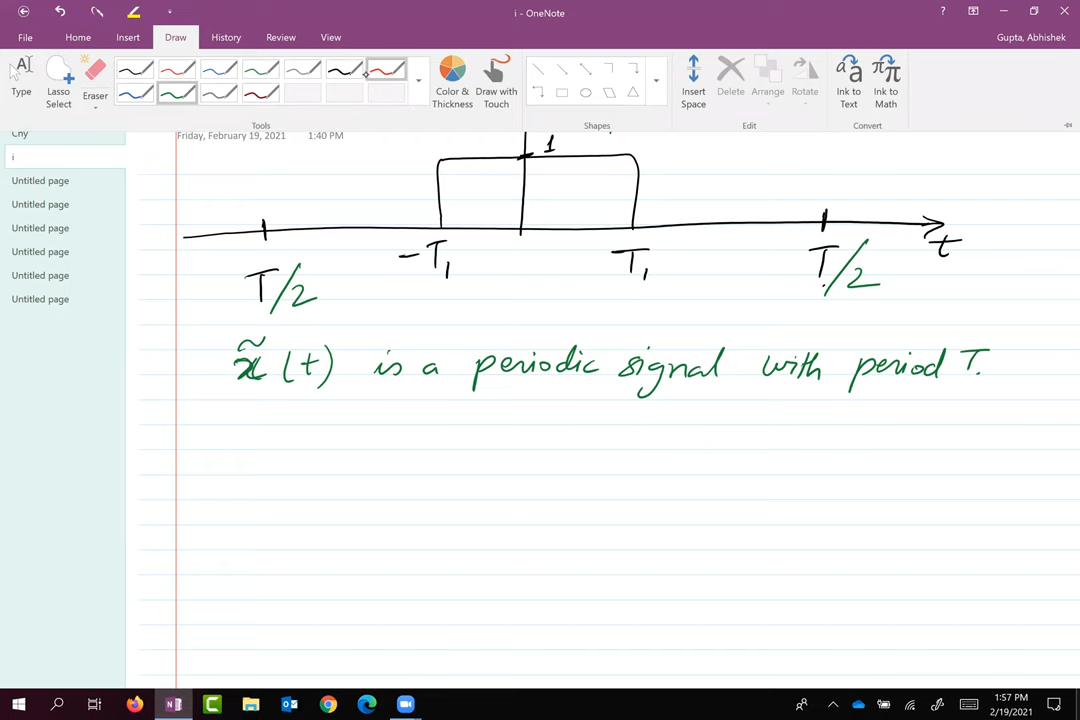 i - OneNote
?
Gupta, Abhishek
File Home Insert Draw History Review View
Type
Lasso Select
Eraser
Color & Thickness
Draw with Touch
Insert Space
Delete
Arrange
Rotate
Ink to Text
Ink to Math
Tools
Shapes
Edit
Convert
Chy
Friday, February 19, 2021 1:40 PM
i
Untitled page
Untitled page
Untitled page
Untitled page
Untitled page
Untitled page
1
T/2 -T₁ T₁ T/2 t
x̃(t) is a periodic signal with period T.
1:57 PM
2/19/2021